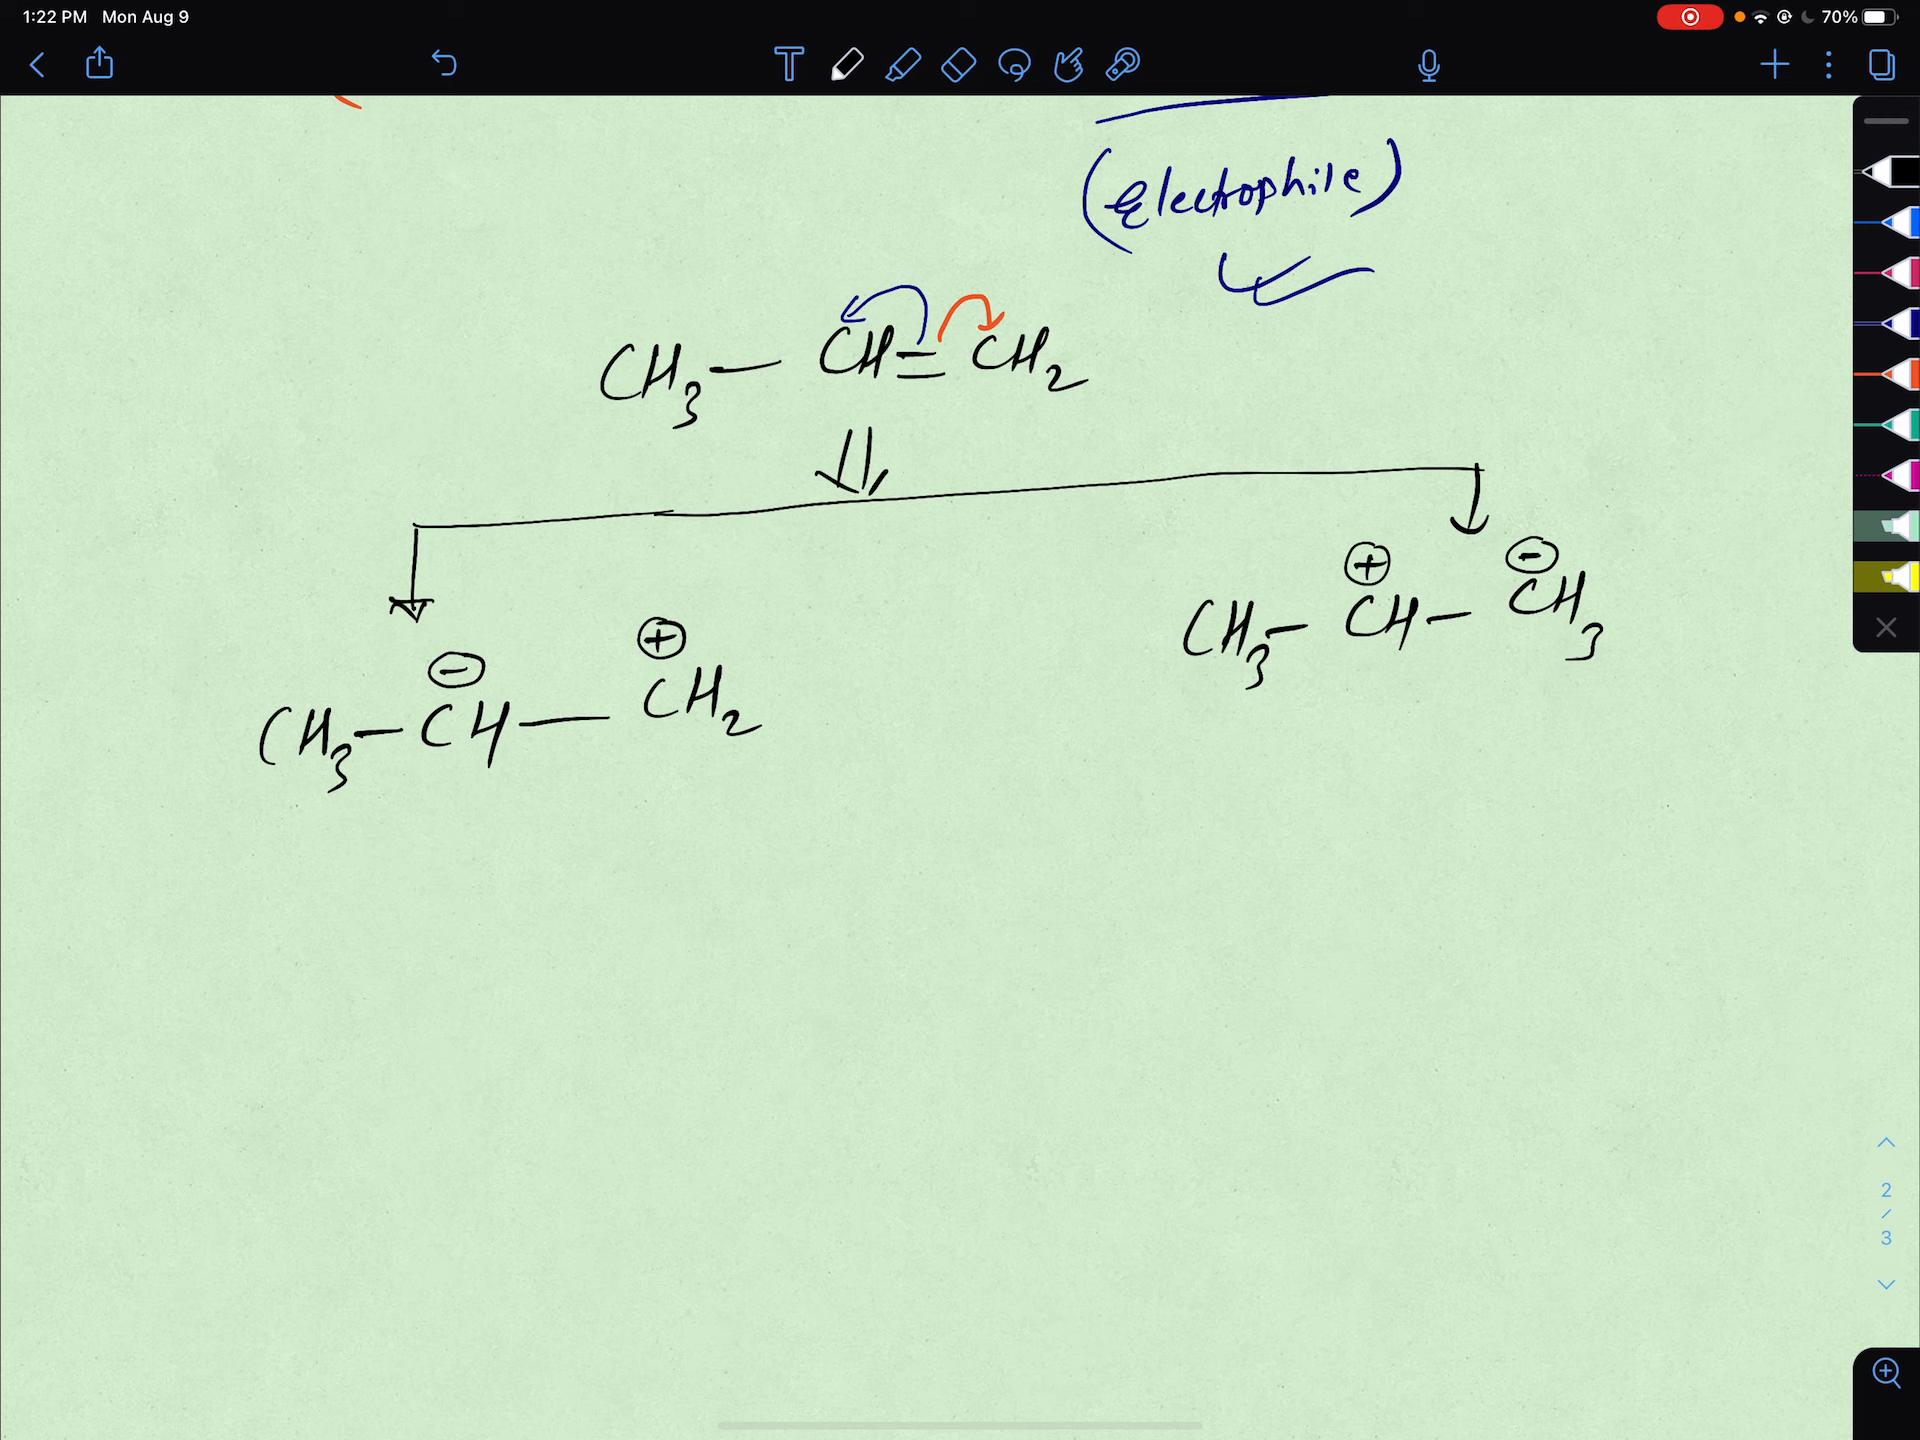 1:22 PM Mon Aug 9 70%
(Electrophile)
CH3— CH=CH2
⊕ ⊖
CH3— CH— CH3
⊖ ⊕
CH3— CH — CH2
2
/
3